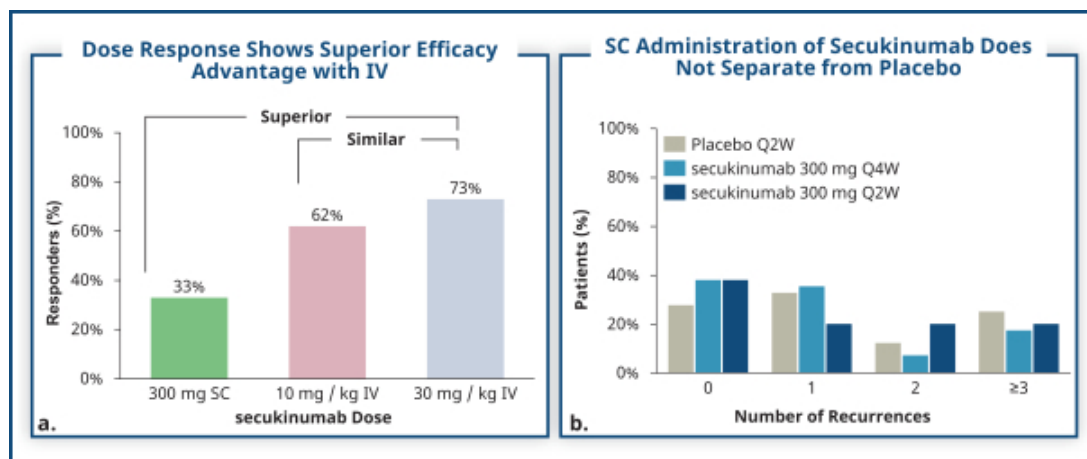 Dose Response Shows Superior Efficacy
Advantage with IV
Superior
Similar
100%
80%
60%
40%
20%
0%
Responders (%)
33%
62%
73%
300 mg SC
10 mg / kg IV
30 mg / kg IV
secukinumab Dose
a.
SC Administration of Secukinumab Does
Not Separate from Placebo
100%
80%
60%
40%
20%
0%
Patients (%)
Placebo Q2W
secukinumab 300 mg Q4W
secukinumab 300 mg Q2W
0
1
2
≥3
Number of Recurrences
b.